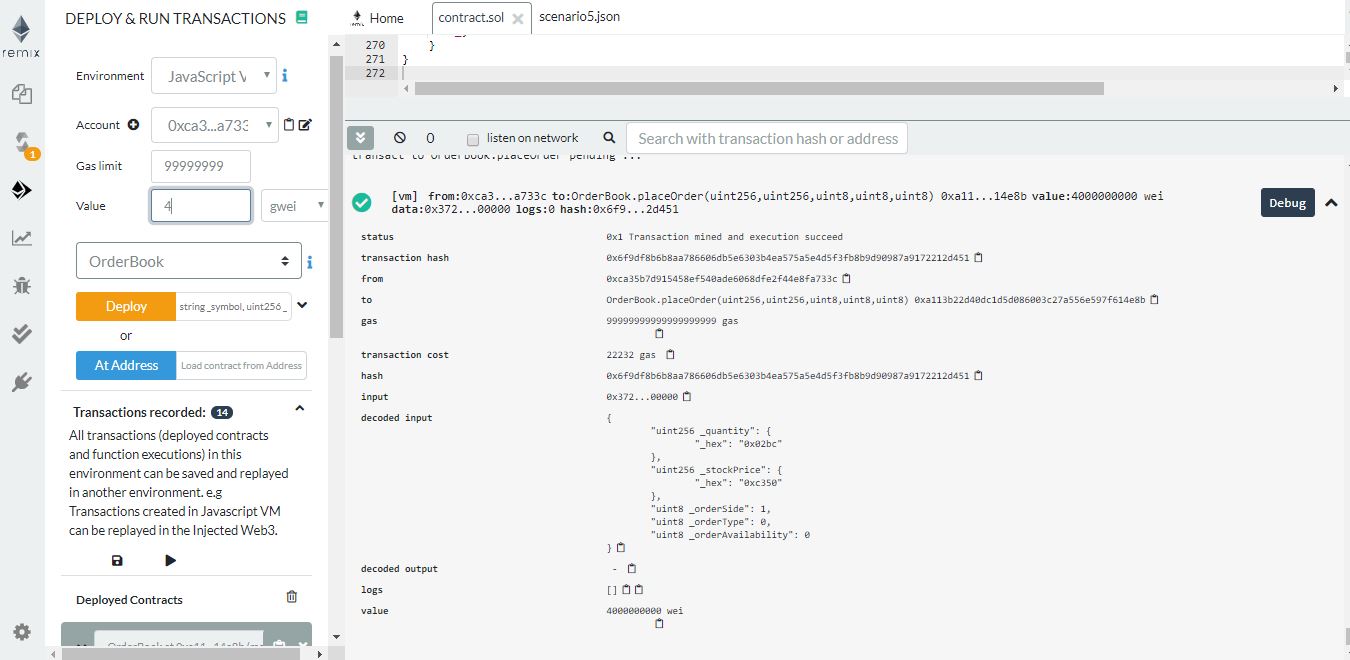 remix
1
DEPLOY & RUN TRANSACTIONS
Environment
JavaScript V
Account
0xca3...a733
Gas limit
99999999
Value
4
gwei
OrderBook
Deploy
string _symbol, uint256 _
or
At Address
Load contract from Address
Transactions recorded: 14
All transactions (deployed contracts
and function executions) in this
environment can be saved and replayed
in another environment. e.g
Transactions created in Javascript VM
can be replayed in the Injected Web3.
Deployed Contracts
Home
contract.sol
scenario5.json
270 }
271 }
272
0
listen on network
Search with transaction hash or address
transact to OrderBook.placeOrder pending ...
[vm] from:0xca3...a733c to:OrderBook.placeOrder(uint256,uint256,uint8,uint8,uint8) 0xa11...14e8b value:4000000000 wei
data:0x372...00000 logs:0 hash:0x6f9...2d451
Debug
status 0x1 Transaction mined and execution succeed
transaction hash 0x6f9df8b6b8aa786606db5e6303b4ea575a5e4d5f3fb8b9d90987a9172212d451
from 0xca35b7d915458ef540ade6068dfe2f44e8fa733c
to OrderBook.placeOrder(uint256,uint256,uint8,uint8,uint8) 0xa113b22d40dc1d5d086003c27a556e597f614e8b
gas 99999999999999999999 gas
transaction cost 22232 gas
hash 0x6f9df8b6b8aa786606db5e6303b4ea575a5e4d5f3fb8b9d90987a9172212d451
input 0x372...00000
decoded input {
"uint256 _quantity": {
"_hex": "0x02bc"
},
"uint256 _stockPrice": {
"_hex": "0xc350"
},
"uint8 _orderSide": 1,
"uint8 _orderType": 0,
"uint8 _orderAvailability": 0
}
decoded output -
logs []
value 4000000000 wei